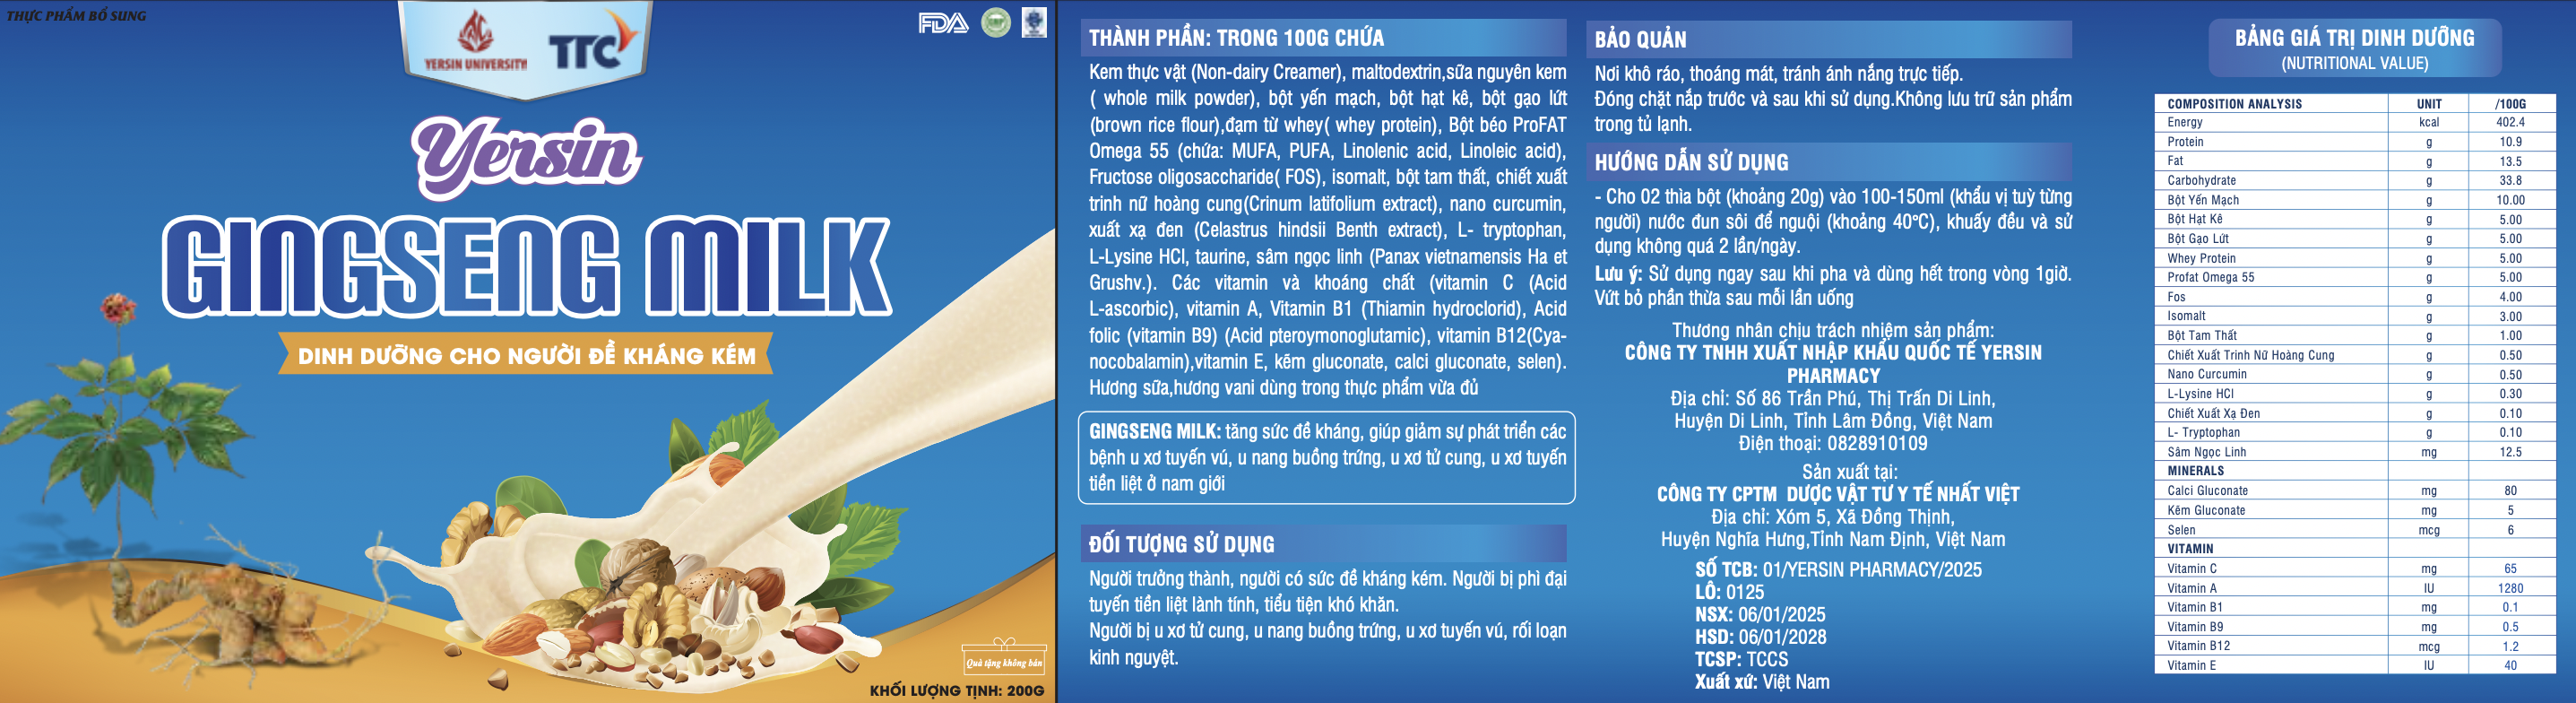 THỰC PHẨM BỔ SUNG
YERSIN UNIVERSITY
TTC
FDA
Yersin
GINGSENG MILK
DINH DƯỠNG CHO NGƯỜI ĐỀ KHÁNG KÉM
Quà tặng không bán
KHỐI LƯỢNG TỊNH: 200G
THÀNH PHẦN: TRONG 100G CHỨA
Kem thực vật (Non-dairy Creamer), maltodextrin,sữa nguyên kem
( whole milk powder), bột yến mạch, bột hạt kê, bột gạo lứt
(brown rice flour),đạm từ whey( whey protein), Bột béo ProFAT
Omega 55 (chứa: MUFA, PUFA, Linolenic acid, Linoleic acid),
Fructose oligosaccharide( FOS), isomalt, bột tam thất, chiết xuất
trinh nữ hoàng cung(Crinum latifolium extract), nano curcumin,
xuất xạ đen (Celastrus hindsii Benth extract), L- tryptophan,
L-Lysine HCl, taurine, sâm ngọc linh (Panax vietnamensis Ha et
Grushv.). Các vitamin và khoáng chất (vitamin C (Acid
L-ascorbic), vitamin A, Vitamin B1 (Thiamin hydroclorid), Acid
folic (vitamin B9) (Acid pteroymonoglutamic), vitamin B12(Cya-
nocobalamin),vitamin E, kẽm gluconate, calci gluconate, selen).
Hương sữa,hương vani dùng trong thực phẩm vừa đủ
GINGSENG MILK: tăng sức đề kháng, giúp giảm sự phát triển các
bệnh u xơ tuyến vú, u nang buồng trứng, u xơ tử cung, u xơ tuyến
tiền liệt ở nam giới
ĐỐI TƯỢNG SỬ DỤNG
Người trưởng thành, người có sức đề kháng kém. Người bị phì đại
tuyến tiền liệt lành tính, tiểu tiện khó khăn.
Người bị u xơ tử cung, u nang buồng trứng, u xơ tuyến vú, rối loạn
kinh nguyệt.
BẢO QUẢN
Nơi khô ráo, thoáng mát, tránh ánh nắng trực tiếp.
Đóng chặt nắp trước và sau khi sử dụng.Không lưu trữ sản phẩm
trong tủ lạnh.
HƯỚNG DẪN SỬ DỤNG
- Cho 02 thìa bột (khoảng 20g) vào 100-150ml (khẩu vị tuỳ từng
người) nước đun sôi để nguội (khoảng 40°C), khuấy đều và sử
dụng không quá 2 lần/ngày.
Lưu ý: Sử dụng ngay sau khi pha và dùng hết trong vòng 1giờ.
Vứt bỏ phần thừa sau mỗi lần uống
Thương nhân chịu trách nhiệm sản phẩm:
CÔNG TY TNHH XUẤT NHẬP KHẨU QUỐC TẾ YERSIN
PHARMACY
Địa chỉ: Số 86 Trần Phú, Thị Trấn Di Linh,
Huyện Di Linh, Tỉnh Lâm Đồng, Việt Nam
Điện thoại: 0828910109
Sản xuất tại:
CÔNG TY CPTM DƯỢC VẬT TƯ Y TẾ NHẤT VIỆT
Địa chỉ: Xóm 5, Xã Đồng Thịnh,
Huyện Nghĩa Hưng,Tỉnh Nam Định, Việt Nam
SỐ TCB: 01/YERSIN PHARMACY/2025
LÔ: 0125
NSX: 06/01/2025
HSD: 06/01/2028
TCSP: TCCS
Xuất xứ: Việt Nam
BẢNG GIÁ TRỊ DINH DƯỠNG
(NUTRITIONAL VALUE)
COMPOSITION ANALYSIS UNIT /100G
Energy kcal 402.4
Protein g 10.9
Fat g 13.5
Carbohydrate g 33.8
Bột Yến Mạch g 10.00
Bột Hạt Kê g 5.00
Bột Gạo Lứt g 5.00
Whey Protein g 5.00
Profat Omega 55 g 5.00
Fos g 4.00
Isomalt g 3.00
Bột Tam Thất g 1.00
Chiết Xuất Trinh Nữ Hoàng Cung g 0.50
Nano Curcumin g 0.50
L-Lysine HCl g 0.30
Chiết Xuất Xạ Đen g 0.10
L- Tryptophan g 0.10
Sâm Ngọc Linh mg 12.5
MINERALS
Calci Gluconate mg 80
Kẽm Gluconate mg 5
Selen mcg 6
VITAMIN
Vitamin C mg 65
Vitamin A IU 1280
Vitamin B1 mg 0.1
Vitamin B9 mg 0.5
Vitamin B12 mcg 1.2
Vitamin E IU 40